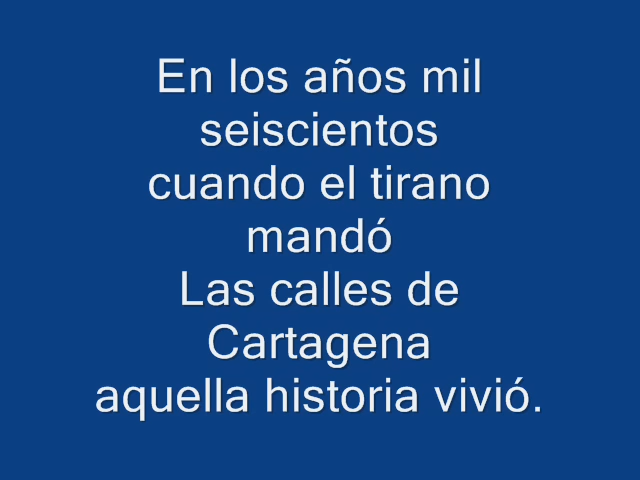 En los años mil
seiscientos
cuando el tirano
mandó
Las calles de
Cartagena
aquella historia vivió.